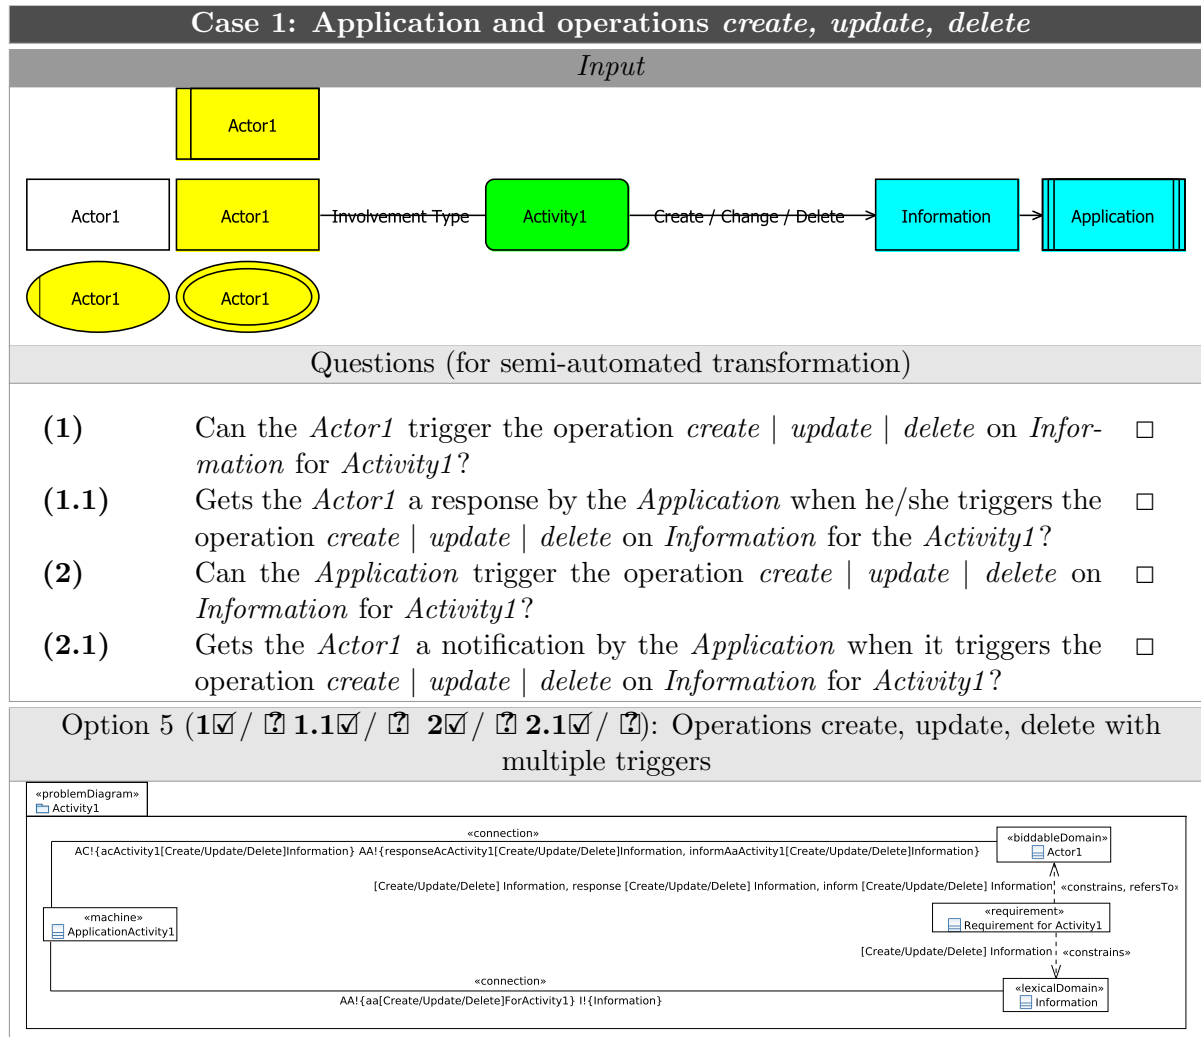 Case 1: Application and operations create, update, delete
Input
Actor1
Actor1 Actor1 Involvement Type Activity1 Create / Change / Delete Information Application
Actor1 Actor1
Questions (for semi-automated transformation)
(1) Can the Actor1 trigger the operation create | update | delete on Infor-
mation for Activity1? □
(1.1) Gets the Actor1 a response by the Application when he/she triggers the
operation create | update | delete on Information for the Activity1? □
(2) Can the Application trigger the operation create | update | delete on
Information for Activity1? □
(2.1) Gets the Actor1 a notification by the Application when it triggers the
operation create | update | delete on Information for Activity1? □
Option 5 (1☑/ ⍰ 1.1☑/ ⍰ 2☑/ ⍰ 2.1☑/ ⍰): Operations create, update, delete with
multiple triggers
«problemDiagram»
Activity1
«connection»
AC!{acActivity1[Create/Update/Delete]Information} AA!{responseAcActivity1[Create/Update/Delete]Information, informAaActivity1[Create/Update/Delete]Information}
«biddableDomain»
Actor1
[Create/Update/Delete] Information, response [Create/Update/Delete] Information, inform [Create/Update/Delete] Information «constrains, refersTo»
«machine»
ApplicationActivity1
«requirement»
Requirement for Activity1
[Create/Update/Delete] Information «constrains»
«connection»
AA!{aa[Create/Update/Delete]ForActivity1} I!{Information}
«lexicalDomain»
Information